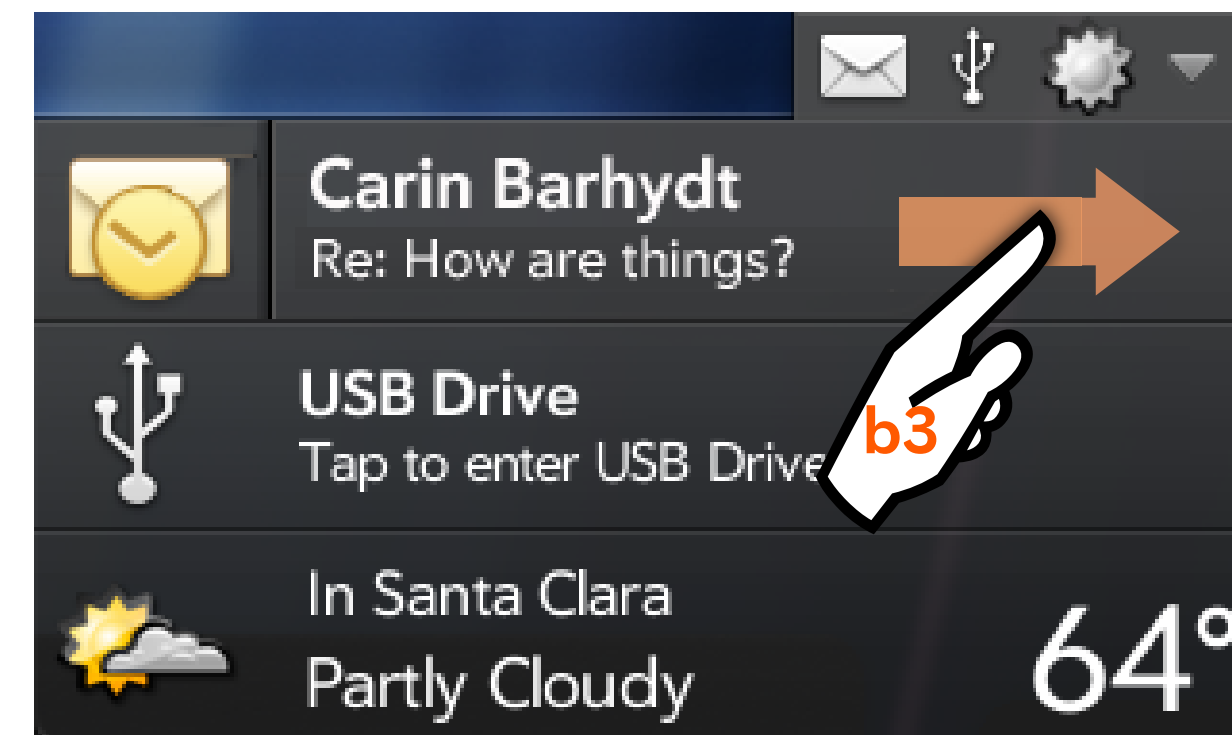 Carin Barhydt
Re: How are things?
USB Drive
Tap to enter USB Drive
b3
In Santa Clara
Partly Cloudy
64°